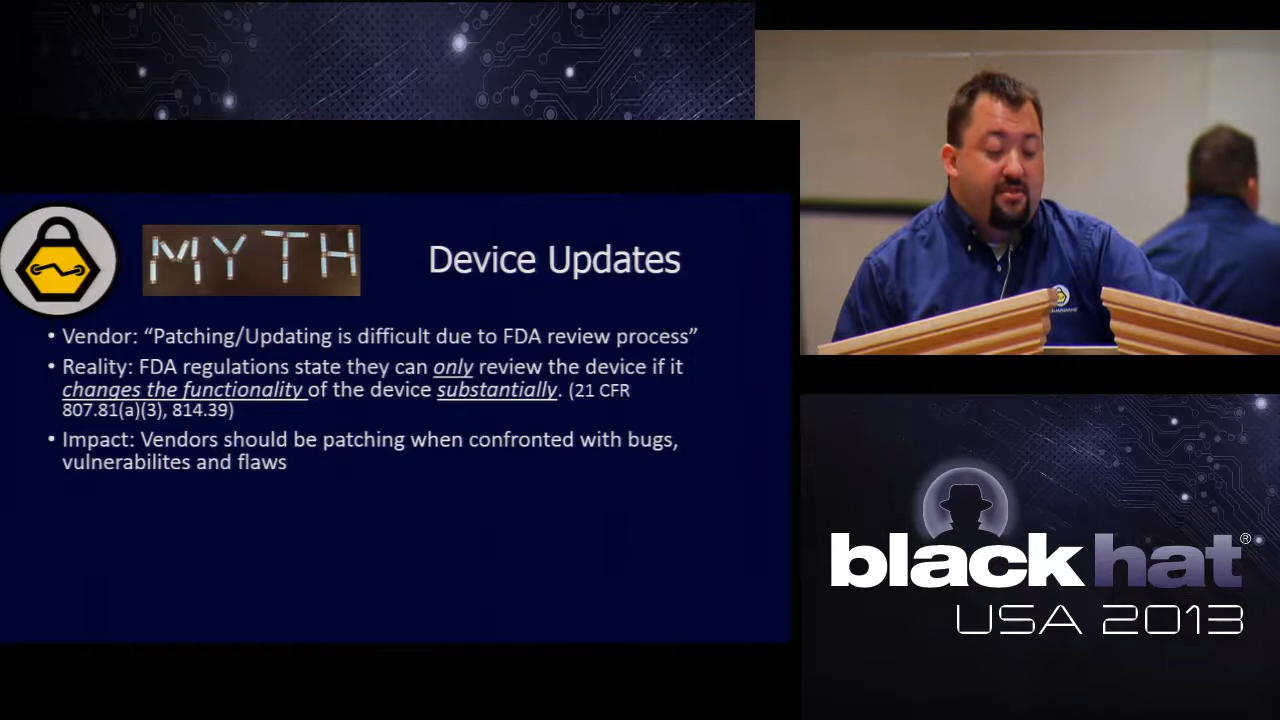 MYTH
Device Updates
• Vendor: “Patching/Updating is difficult due to FDA review process”
• Reality: FDA regulations state they can only review the device if it
changes the functionality of the device substantially. (21 CFR
807.81(a)(3), 814.39)
• Impact: Vendors should be patching when confronted with bugs,
vulnerabilites and flaws
black hat®
USA 2013